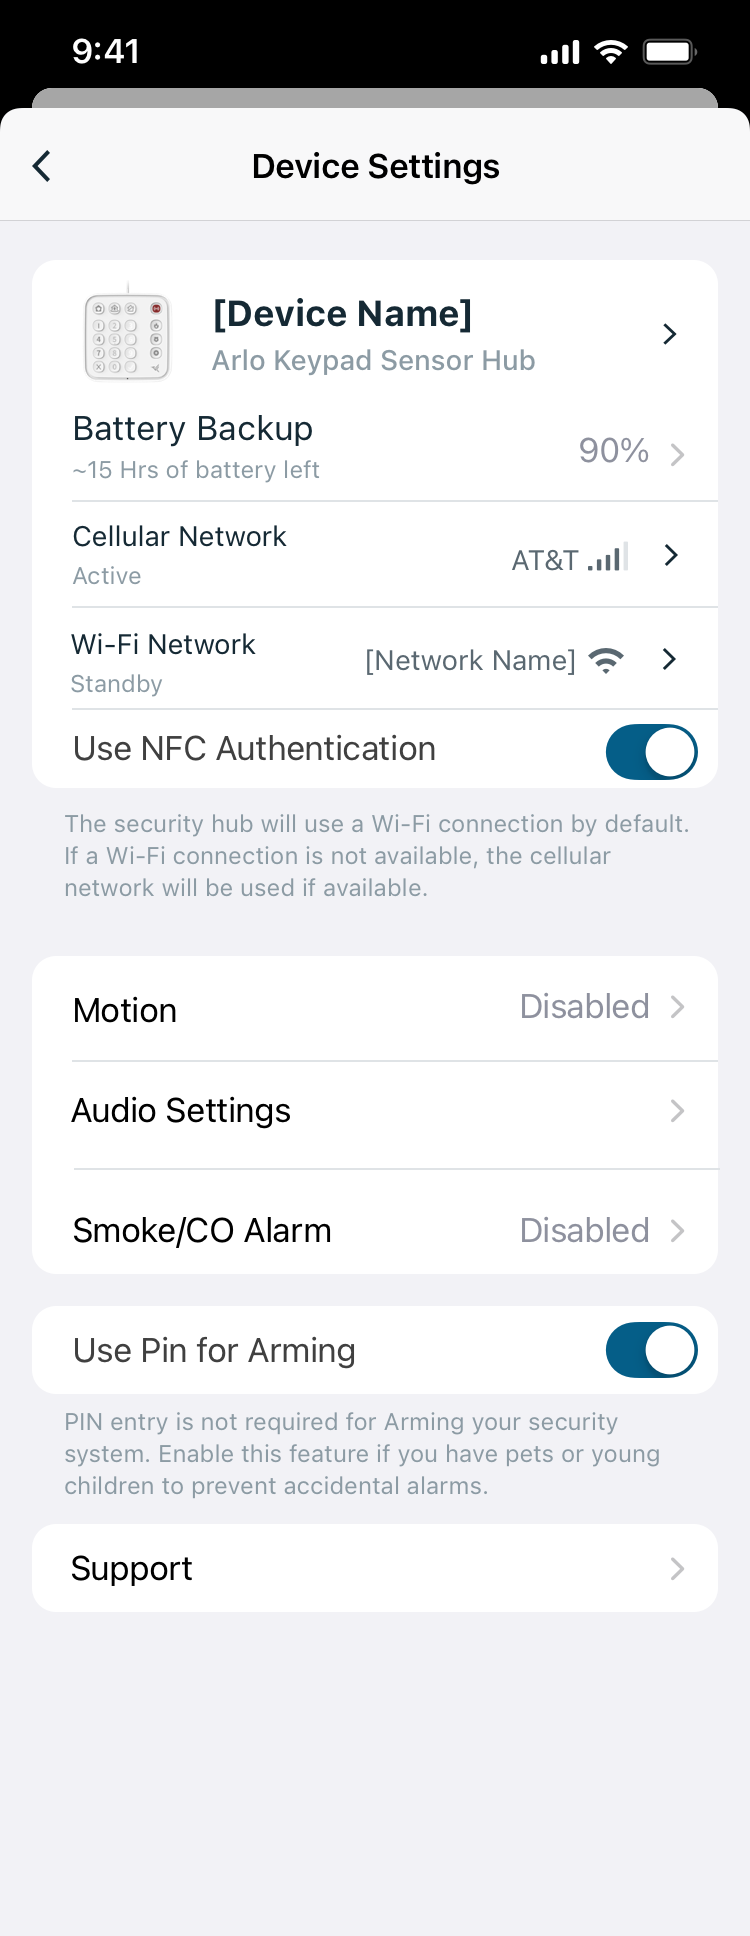 9:41
Device Settings
[Device Name]
Arlo Keypad Sensor Hub
Battery Backup
~15 Hrs of battery left
90%
Cellular Network
Active
AT&T
Wi-Fi Network
Standby
[Network Name]
Use NFC Authentication
The security hub will use a Wi-Fi connection by default.
If a Wi-Fi connection is not available, the cellular
network will be used if available.
Motion
Disabled
Audio Settings
Smoke/CO Alarm
Disabled
Use Pin for Arming
PIN entry is not required for Arming your security
system. Enable this feature if you have pets or young
children to prevent accidental alarms.
Support